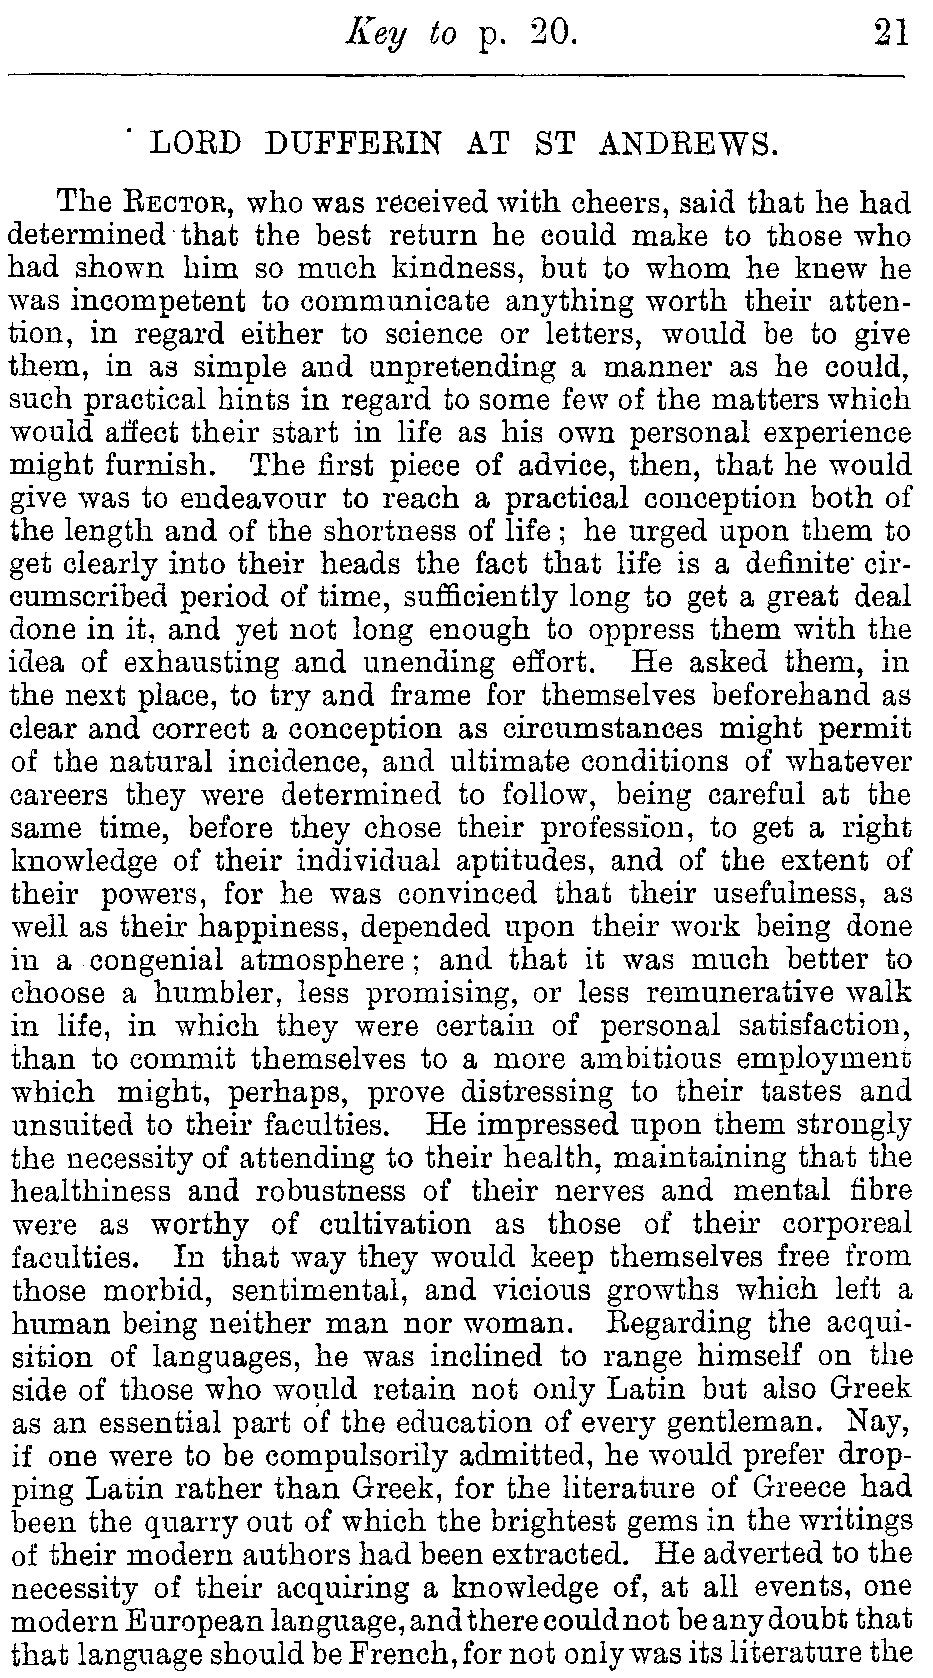 Key to p. 20. 21
LORD DUFFERIN AT ST ANDREWS.
The RECTOR, who was received with cheers, said that he had
determined that the best return he could make to those who
had shown him so much kindness, but to whom he knew he
was incompetent to communicate anything worth their atten-
tion, in regard either to science or letters, would be to give
them, in as simple and unpretending a manner as he could,
such practical hints in regard to some few of the matters which
would affect their start in life as his own personal experience
might furnish. The first piece of advice, then, that he would
give was to endeavour to reach a practical conception both of
the length and of the shortness of life; he urged upon them to
get clearly into their heads the fact that life is a definite cir-
cumscribed period of time, sufficiently long to get a great deal
done in it, and yet not long enough to oppress them with the
idea of exhausting and unending effort. He asked them, in
the next place, to try and frame for themselves beforehand as
clear and correct a conception as circumstances might permit
of the natural incidence, and ultimate conditions of whatever
careers they were determined to follow, being careful at the
same time, before they chose their profession, to get a right
knowledge of their individual aptitudes, and of the extent of
their powers, for he was convinced that their usefulness, as
well as their happiness, depended upon their work being done
in a congenial atmosphere; and that it was much better to
choose a humbler, less promising, or less remunerative walk
in life, in which they were certain of personal satisfaction,
than to commit themselves to a more ambitious employment
which might, perhaps, prove distressing to their tastes and
unsuited to their faculties. He impressed upon them strongly
the necessity of attending to their health, maintaining that the
healthiness and robustness of their nerves and mental fibre
were as worthy of cultivation as those of their corporeal
faculties. In that way they would keep themselves free from
those morbid, sentimental, and vicious growths which left a
human being neither man nor woman. Regarding the acqui-
sition of languages, he was inclined to range himself on the
side of those who would retain not only Latin but also Greek
as an essential part of the education of every gentleman. Nay,
if one were to be compulsorily admitted, he would prefer drop-
ping Latin rather than Greek, for the literature of Greece had
been the quarry out of which the brightest gems in the writings
of their modern authors had been extracted. He adverted to the
necessity of their acquiring a knowledge of, at all events, one
modern European language, and there could not be any doubt that
that language should be French, for not only was its literature the